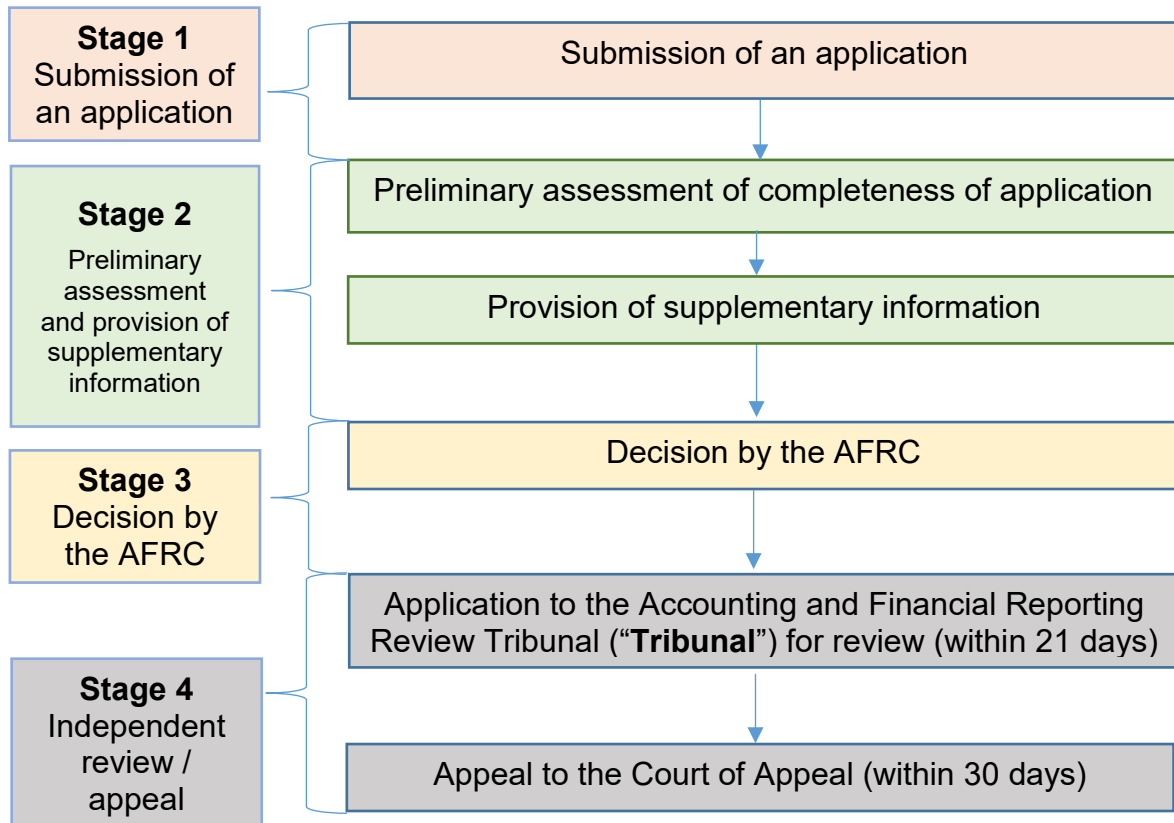 Stage 1
Submission of
an application
Submission of an application
Stage 2
Preliminary
assessment
and provision of
supplementary
information
Preliminary assessment of completeness of application
Provision of supplementary information
Stage 3
Decision by
the AFRC
Decision by the AFRC
Stage 4
Independent
review /
appeal
Application to the Accounting and Financial Reporting
Review Tribunal (“Tribunal”) for review (within 21 days)
Appeal to the Court of Appeal (within 30 days)